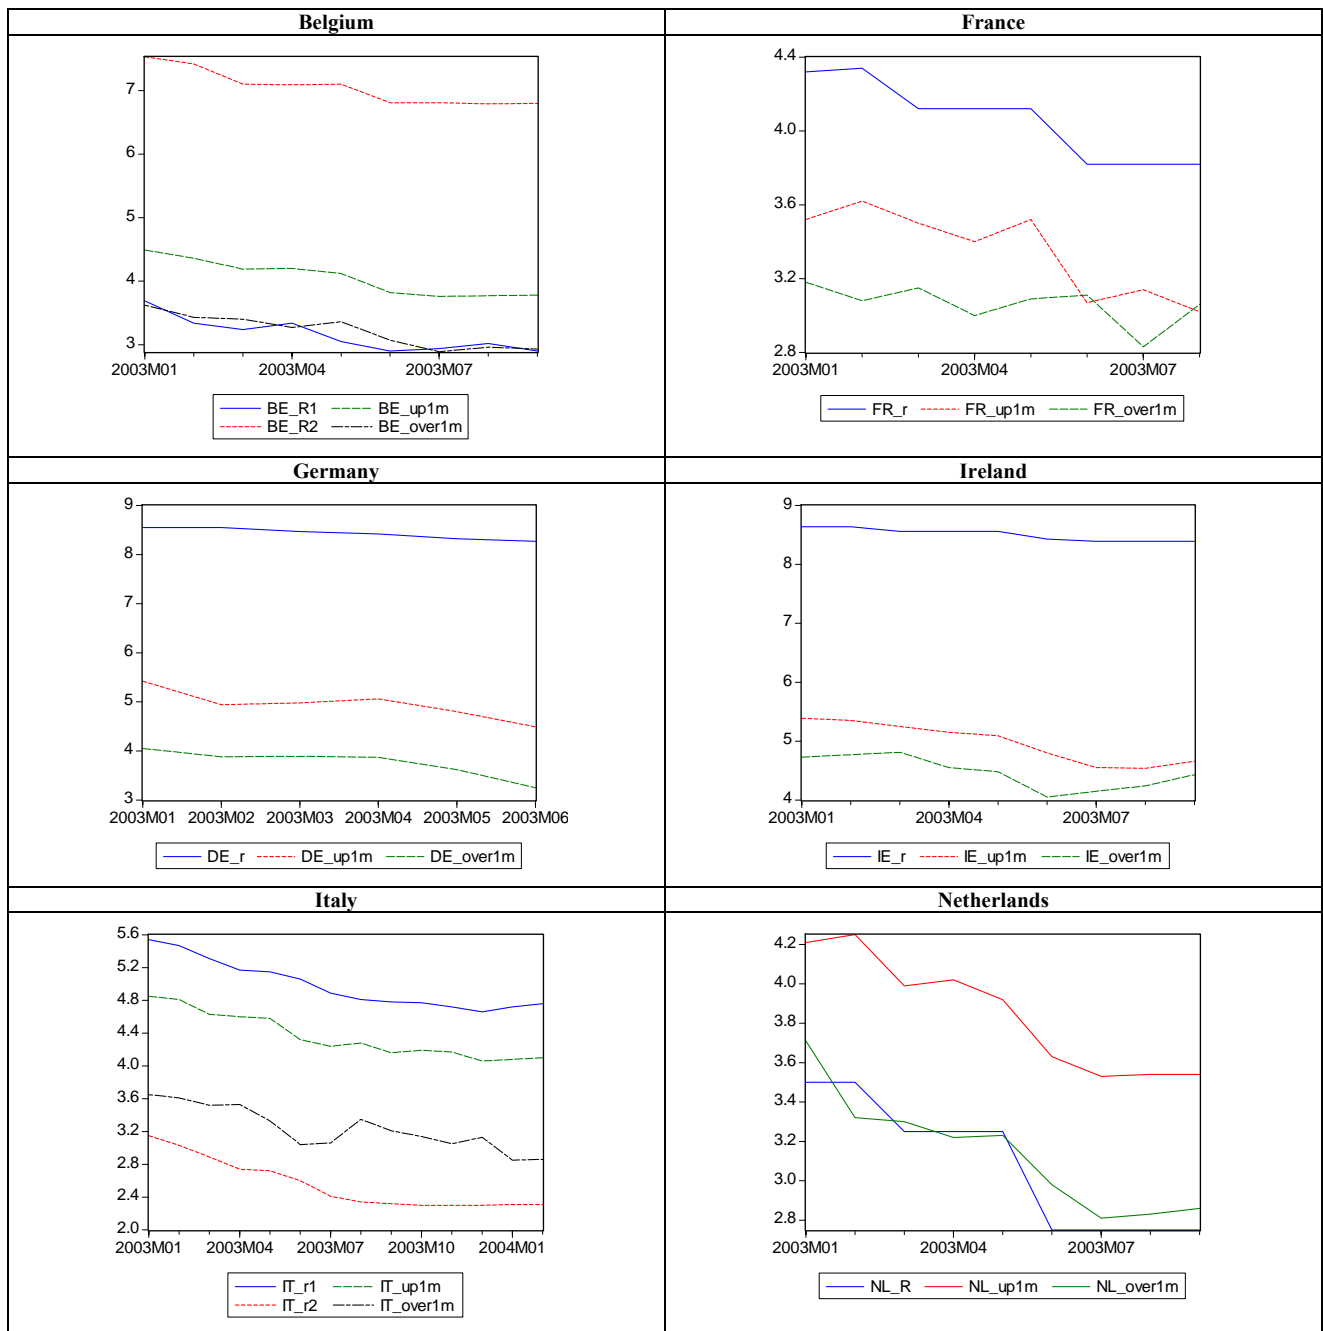 Belgium
France
7
6
5
4
3
2003M01 2003M04 2003M07
BE_R1 BE_up1m
BE_R2 BE_over1m
4.4
4.0
3.6
3.2
2.8
2003M01 2003M04 2003M07
FR_r FR_up1m FR_over1m
Germany
Ireland
9
8
7
6
5
4
3
2003M01 2003M02 2003M03 2003M04 2003M05 2003M06
DE_r DE_up1m DE_over1m
9
8
7
6
5
4
2003M01 2003M04 2003M07
IE_r IE_up1m IE_over1m
Italy
Netherlands
5.6
5.2
4.8
4.4
4.0
3.6
3.2
2.8
2.4
2.0
2003M01 2003M04 2003M07 2003M10 2004M01
IT_r1 IT_up1m
IT_r2 IT_over1m
4.2
4.0
3.8
3.6
3.4
3.2
3.0
2.8
2003M01 2003M04 2003M07
NL_R NL_up1m NL_over1m